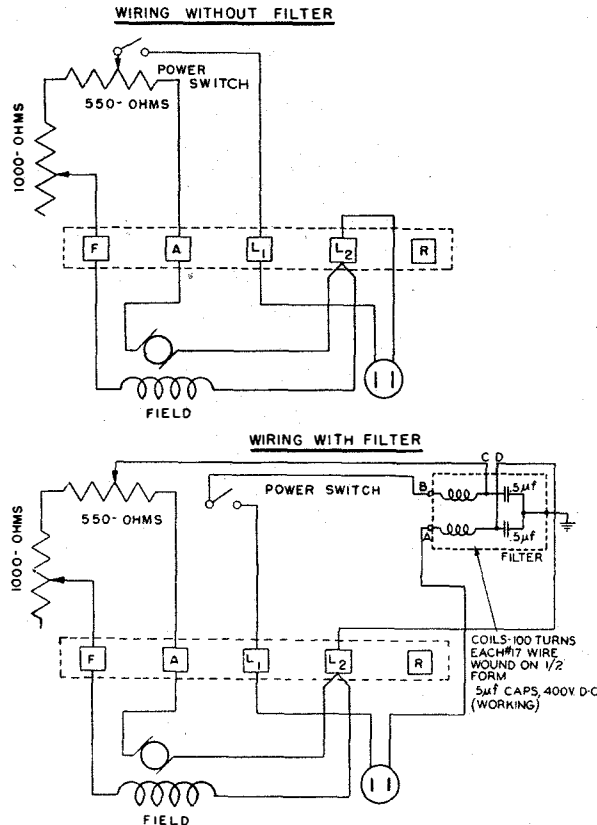 WIRING WITHOUT FILTER
POWER
SWITCH
550-OHMS
1000-OHMS
F
A
L1
L2
R
FIELD
WIRING WITH FILTER
C D
POWER SWITCH
B
.5μf
550-OHMS
A
.5μf
FILTER
1000-OHMS
COILS-100 TURNS
EACH #17 WIRE
WOUND ON 1/2"
FORM
.5μf CAPS, 400V. D-C
(WORKING)
F
A
L1
L2
R
FIELD